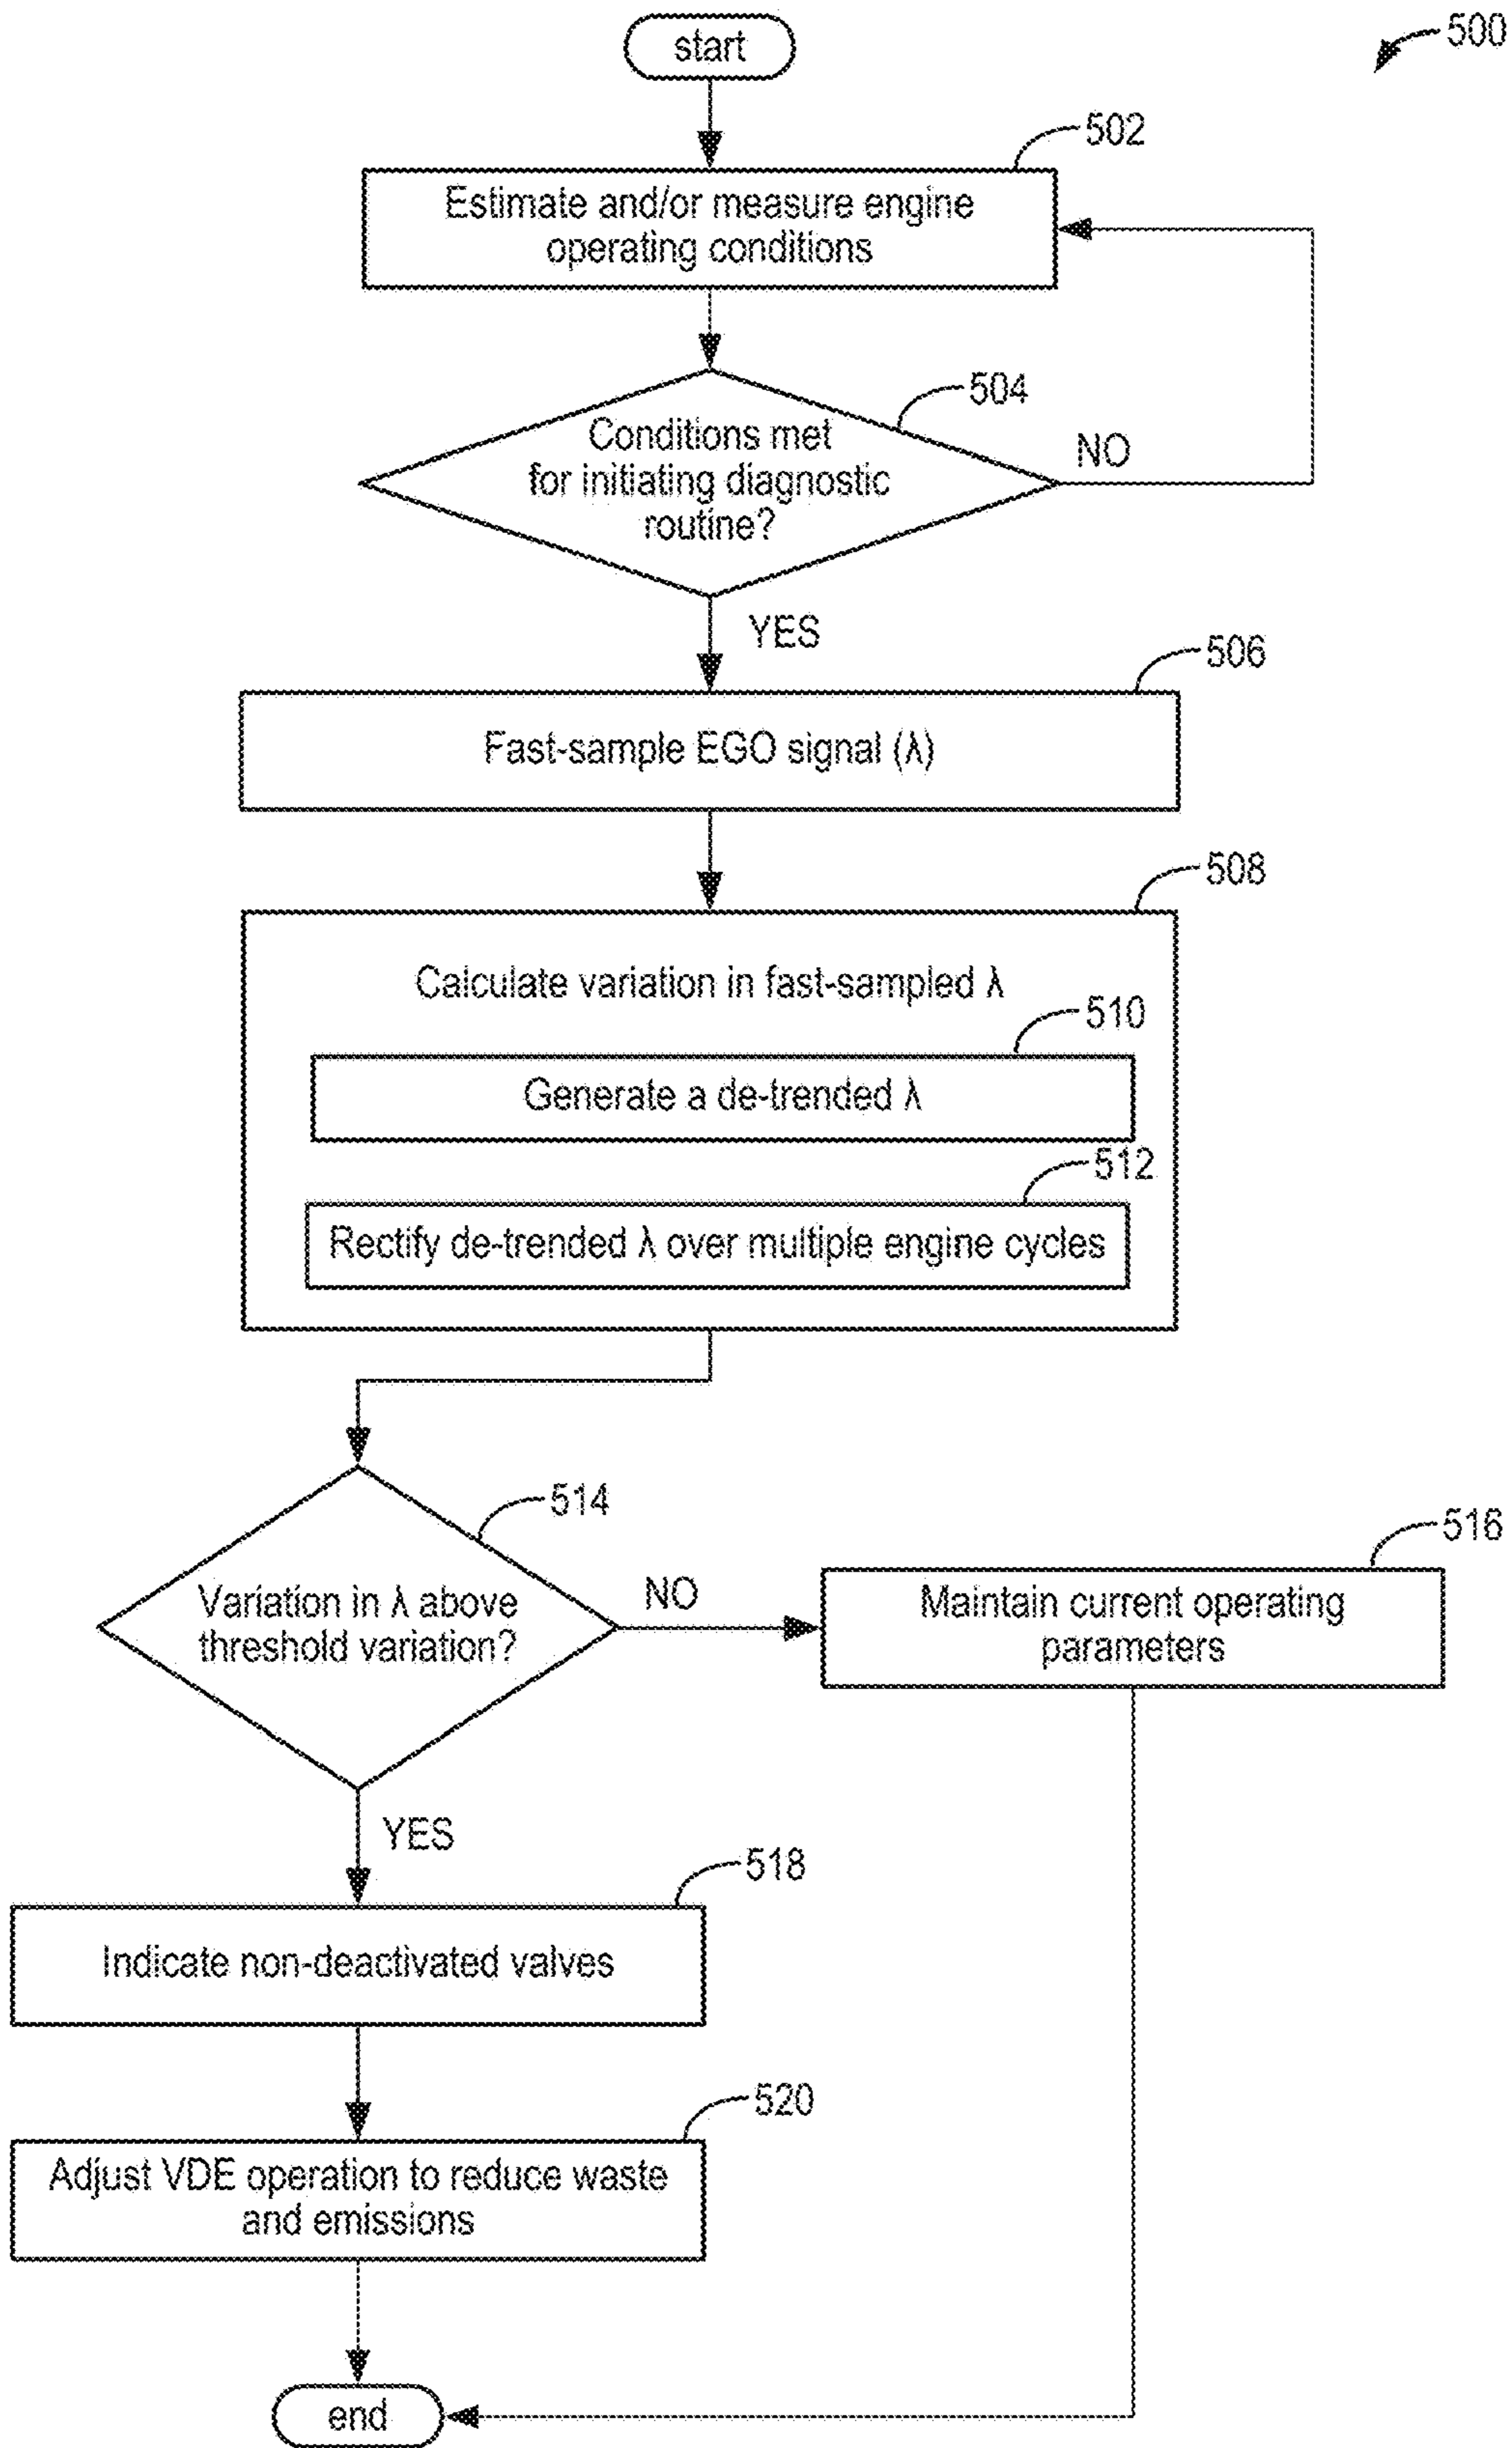 start
500
502
Estimate and/or measure engine
operating conditions
504
Conditions met
for initiating diagnostic
routine?
NO
YES
506
Fast-sample EGO signal (λ)
508
Calculate variation in fast-sampled λ
510
Generate a de-trended λ
512
Rectify de-trended λ over multiple engine cycles
514
Variation in λ above
threshold variation?
NO
516
Maintain current operating
parameters
YES
518
Indicate non-deactivated valves
520
Adjust VDE operation to reduce waste
and emissions
end